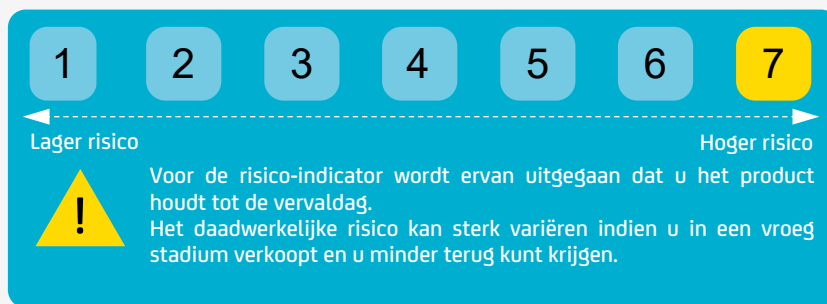 1 2 3 4 5 6 7
Lager risico Hoger risico
!
Voor de risico-indicator wordt ervan uitgegaan dat u het product
houdt tot de vervaldag.
Het daadwerkelijke risico kan sterk variëren indien u in een vroeg
stadium verkoopt en u minder terug kunt krijgen.